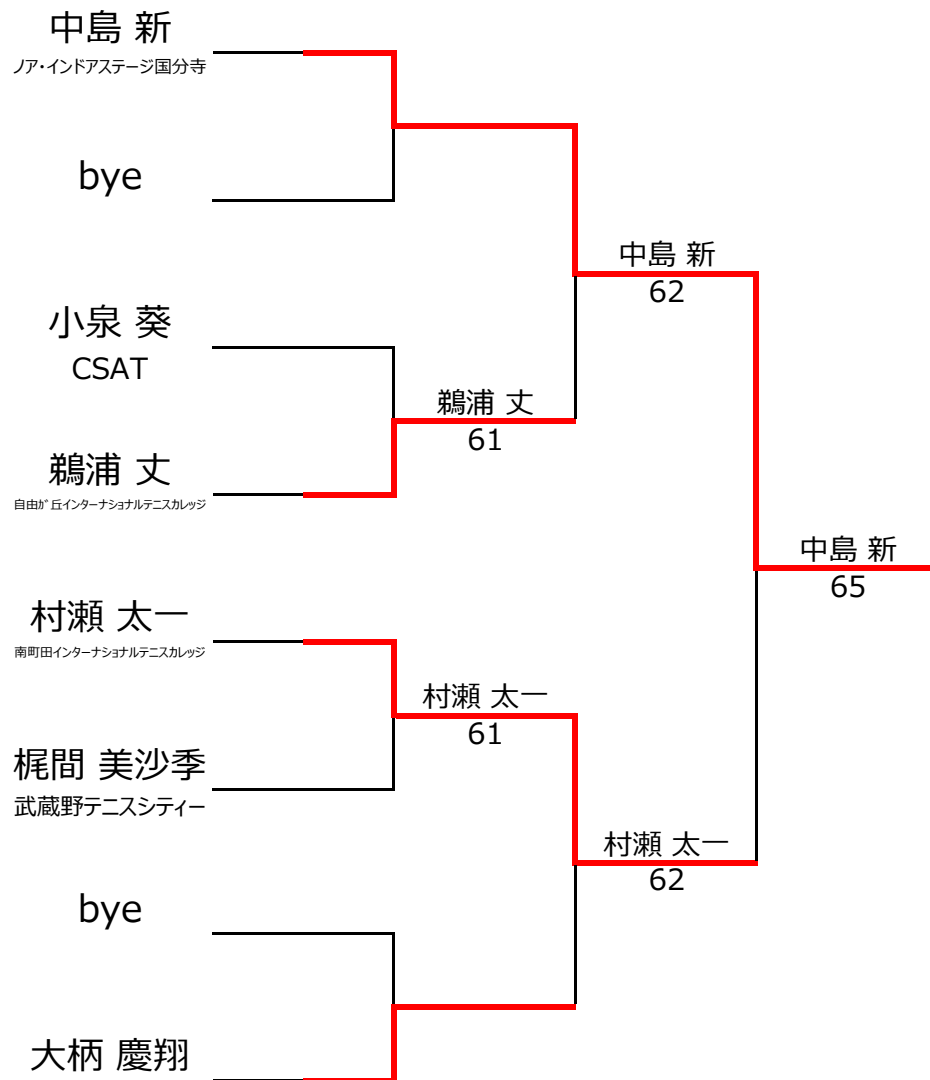 中島 新
ノア・インドアステージ国分寺
bye
中島 新
62
小泉 葵
CSAT
鵜浦 丈
61
鵜浦 丈
自由が丘インターナショナルテニスカレッジ
中島 新
65
村瀬 太一
南町田インターナショナルテニスカレッジ
村瀬 太一
61
梶間 美沙季
武蔵野テニスシティー
村瀬 太一
62
bye
大柄 慶翔